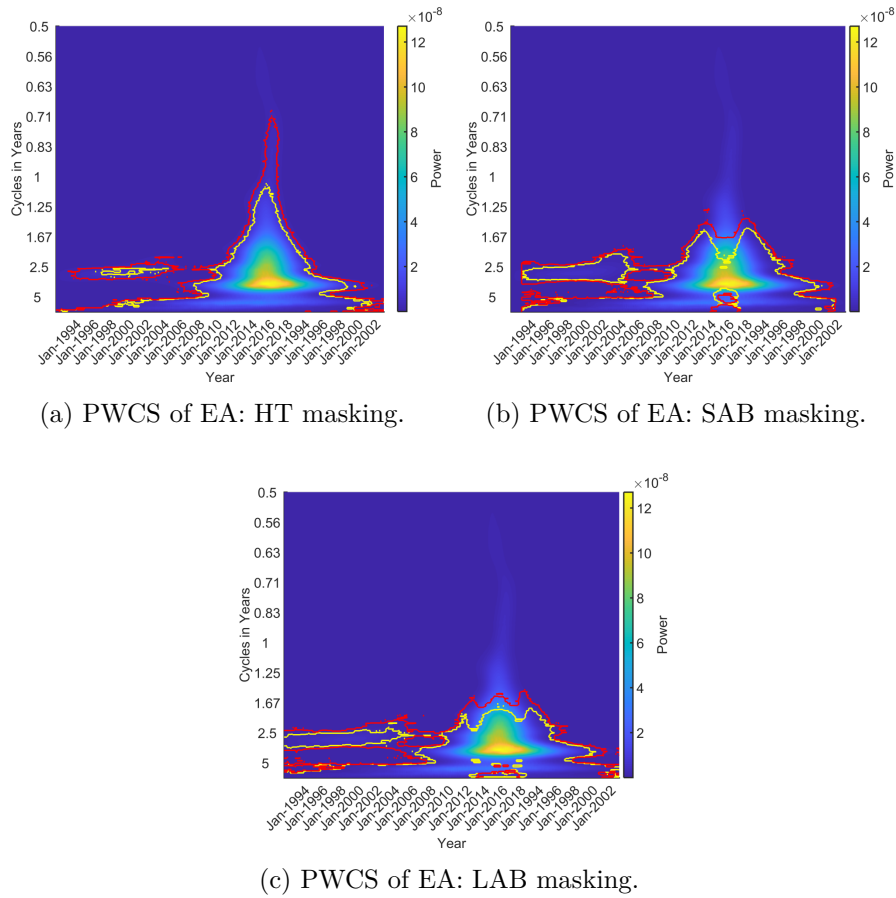 ×10⁻⁸
0.5
0.56
0.63
0.71
0.83
1
1.25
1.67
2.5
5
Cycles in Years
12
10
8
6
4
2
Power
Jan-1994
Jan-1996
Jan-1998
Jan-2000
Jan-2002
Jan-2004
Jan-2006
Jan-2008
Jan-2010
Jan-2012
Jan-2014
Jan-2016
Jan-2018
Jan-1994
Jan-1996
Jan-1998
Jan-2000
Jan-2002
Year
(a) PWCS of EA: HT masking.
×10⁻⁸
0.5
0.56
0.63
0.71
0.83
1
1.25
1.67
2.5
5
Cycles in Years
12
10
8
6
4
2
Power
Jan-1994
Jan-1996
Jan-1998
Jan-2000
Jan-2002
Jan-2004
Jan-2006
Jan-2008
Jan-2010
Jan-2012
Jan-2014
Jan-2016
Jan-2018
Jan-1994
Jan-1996
Jan-1998
Jan-2000
Jan-2002
Year
(b) PWCS of EA: SAB masking.
×10⁻⁸
0.5
0.56
0.63
0.71
0.83
1
1.25
1.67
2.5
5
Cycles in Years
12
10
8
6
4
2
Power
Jan-1994
Jan-1996
Jan-1998
Jan-2000
Jan-2002
Jan-2004
Jan-2006
Jan-2008
Jan-2010
Jan-2012
Jan-2014
Jan-2016
Jan-2018
Jan-1994
Jan-1996
Jan-1998
Jan-2000
Jan-2002
Year
(c) PWCS of EA: LAB masking.